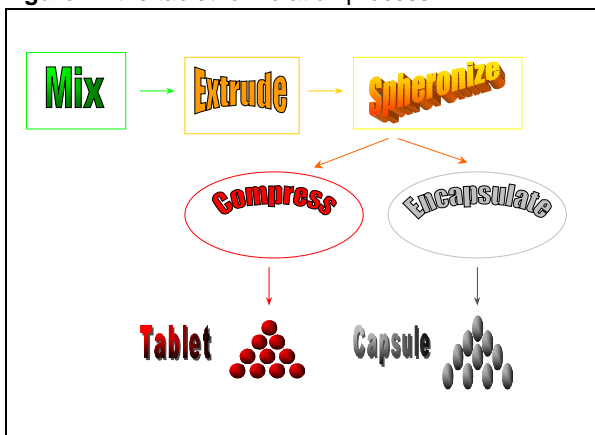 Mix
Extrude
Spheronize
Compress
Encapsulate
Tablet
Capsule